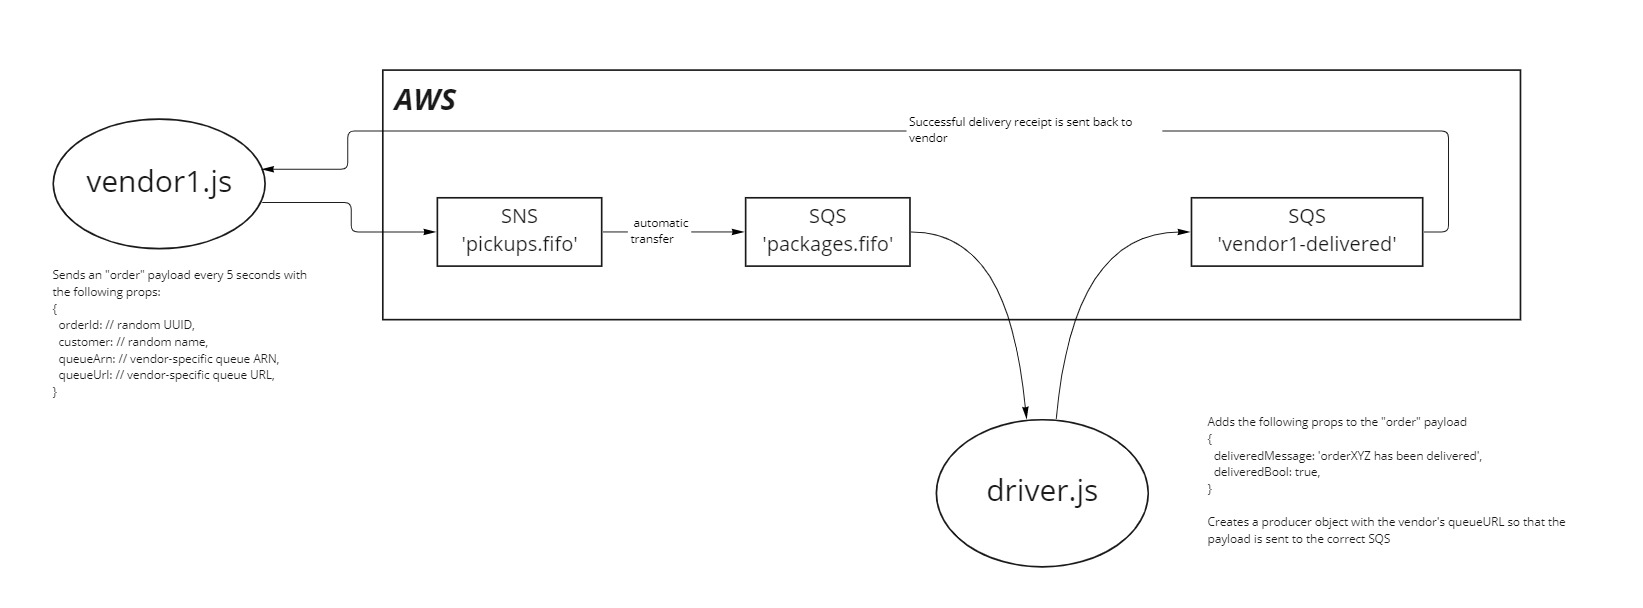 AWS
Successful delivery receipt is sent back to
vendor
vendor1.js
SNS
'pickups.fifo'
automatic
transfer
SQS
'packages.fifo'
SQS
'vendor1-delivered'
Sends an "order" payload every 5 seconds with
the following props:
{
orderId: // random UUID,
customer: // random name,
queueArn: // vendor-specific queue ARN,
queueUrl: // vendor-specific queue URL,
}
driver.js
Adds the following props to the "order" payload
{
deliveredMessage: 'orderXYZ has been delivered',
deliveredBool: true,
}
Creates a producer object with the vendor's queueURL so that the
payload is sent to the correct SQS